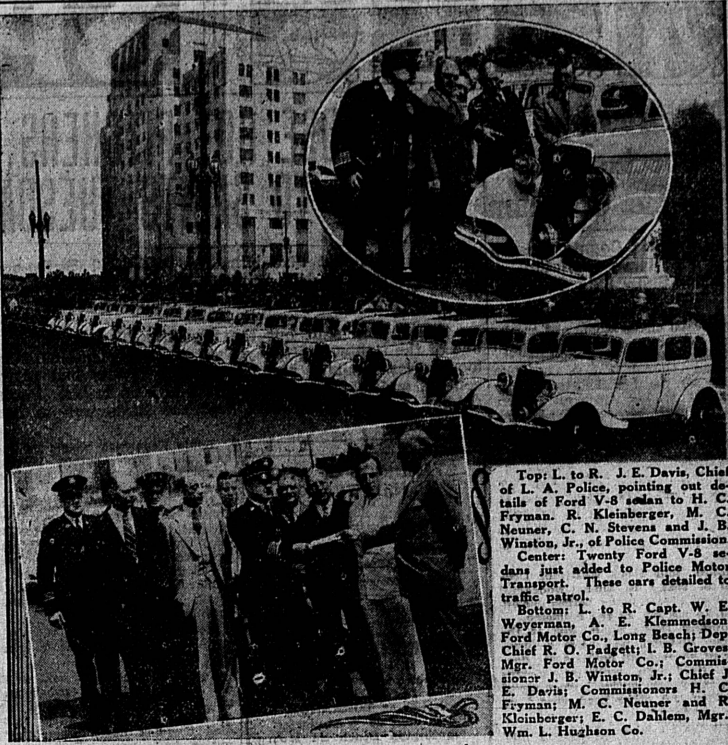 Top: L. to R. J. E. Davis, Chief
of L. A. Police, pointing out de-
tails of Ford V-8 sedan to H. C.
Fryman. R. Kleinberger, M. C.
Neuner, C. N. Stevens and J. B.
Winston, Jr., of Police Commission.
Center: Twenty Ford V-8 se-
dans just added to Police Motor
Transport. These cars detailed to
traffic patrol.
Bottom: L. to R. Capt. W. E.
Weyerman, A. E. Klemmedson,
Ford Motor Co., Long Beach; Dep.
Chief R. O. Padgett; I. B. Groves,
Mgr. Ford Motor Co.; Commis-
sioner J. B. Winston, Jr.; Chief J.
E. Davis; Commissioners H. C.
Fryman; M. C. Neuner and R.
Kleinberger; E. C. Dahlem, Mgr.
Wm. L. Hughson Co.